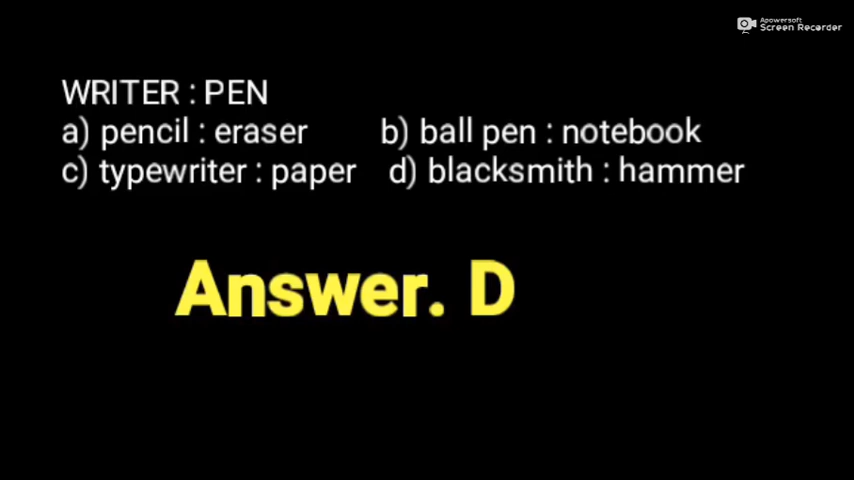 Apowersoft
Screen Recorder
WRITER : PEN
a) pencil : eraser b) ball pen : notebook
c) typewriter : paper d) blacksmith : hammer
Answer. D